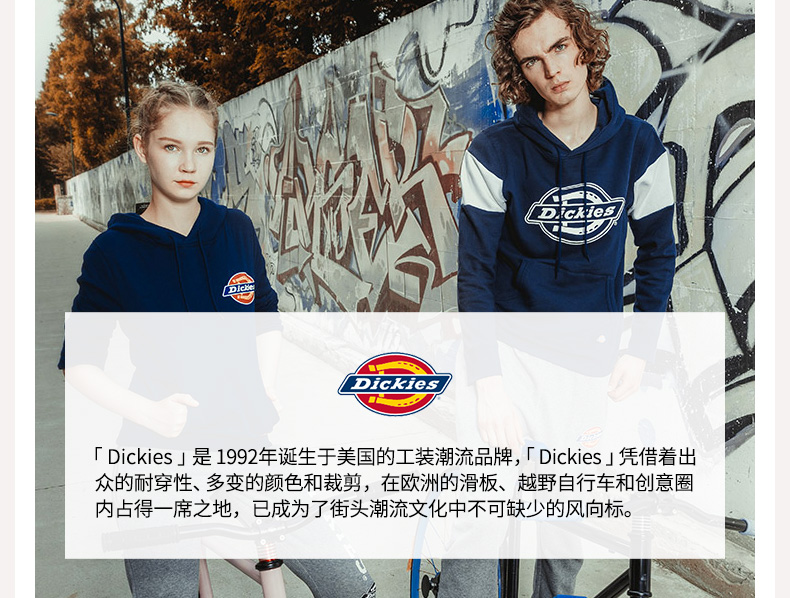 Dickies
Dickies
Dickies
「 Dickies 」是 1992年诞生于美国的工装潮流品牌，「 Dickies 」凭借着出
众的耐穿性、多变的颜色和裁剪，在欧洲的滑板、越野自行车和创意圈
内占得一席之地，已成为了街头潮流文化中不可缺少的风向标。